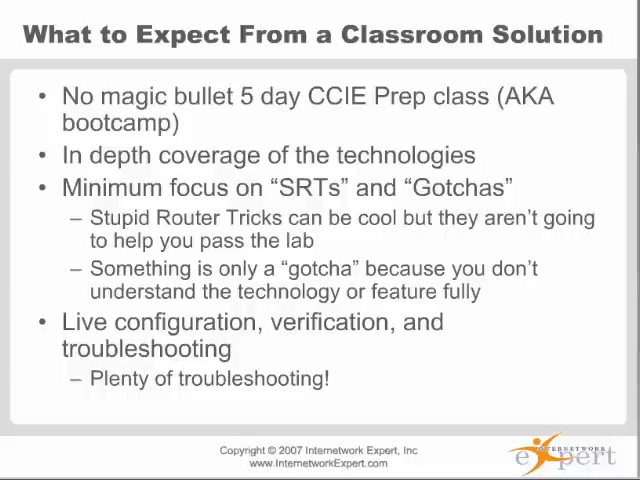 What to Expect From a Classroom Solution
• No magic bullet 5 day CCIE Prep class (AKA
bootcamp)
• In depth coverage of the technologies
• Minimum focus on “SRTs” and “Gotchas”
– Stupid Router Tricks can be cool but they aren’t going
to help you pass the lab
– Something is only a “gotcha” because you don’t
understand the technology or feature fully
• Live configuration, verification, and
troubleshooting
– Plenty of troubleshooting!
Copyright © 2007 Internetwork Expert, Inc
www.InternetworkExpert.com
INTERNETWORK
eXpert